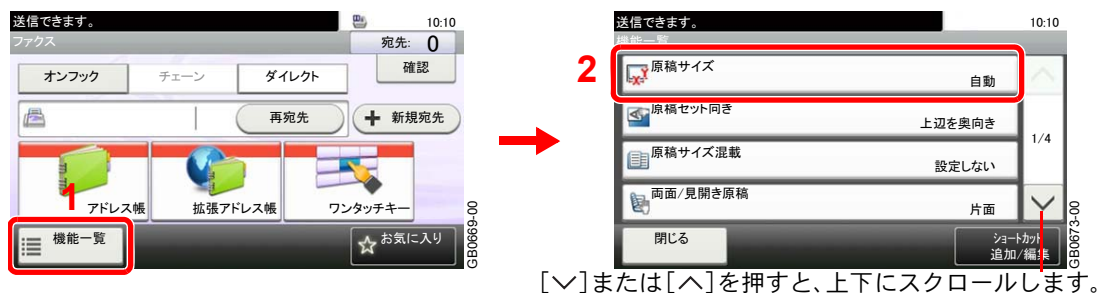 送信できます。
10:10
ファクス
宛先: 0
オンフック
チェーン
ダイレクト
確認
再宛先
+ 新規宛先
アドレス帳
拡張アドレス帳
ワンタッチキー
1
機能一覧
お気に入り
GB0669-00
送信できます。
10:10
機能一覧
2
原稿サイズ
自動
原稿セット向き
上辺を奥向き
1/4
原稿サイズ混載
設定しない
両面/見開き原稿
片面
閉じる
ショートカット
追加/編集
GB0673-00
[∨]または[∧]を押すと、上下にスクロールします。